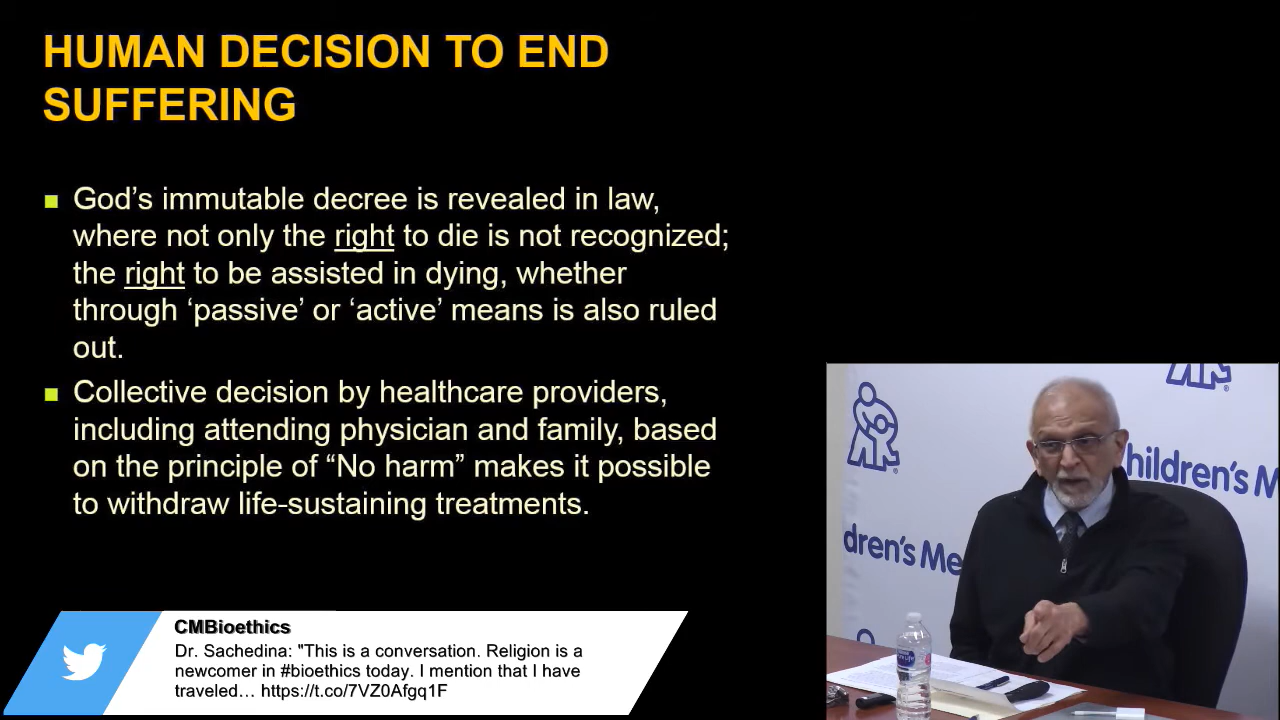 HUMAN DECISION TO END
SUFFERING
God’s immutable decree is revealed in law,
where not only the right to die is not recognized;
the right to be assisted in dying, whether
through ‘passive’ or ‘active’ means is also ruled
out.
Collective decision by healthcare providers,
including attending physician and family, based
on the principle of “No harm” makes it possible
to withdraw life-sustaining treatments.
CMBioethics
Dr. Sachedina: "This is a conversation. Religion is a
newcomer in #bioethics today. I mention that I have
traveled… https://t.co/7VZ0Afgq1F
hildren's M
dren's Me